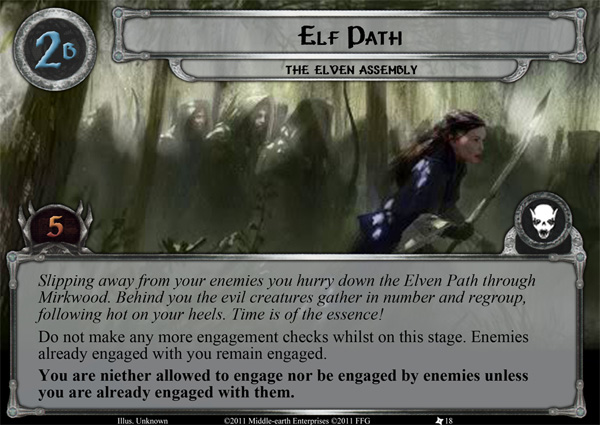 2B
ELF PATH
THE ELVEN ASSEMBLY
5
Slipping away from your enemies you hurry down the Elven Path through
Mirkwood. Behind you the evil creatures gather in number and regroup,
following hot on your heels. Time is of the essence!
Do not make any more engagement checks whilst on this stage. Enemies
already engaged with you remain engaged.
You are niether allowed to engage nor be engaged by enemies unless
you are already engaged with them.
Illus. Unknown ©2011 Middle-earth Enterprises ©2011 FFG 18